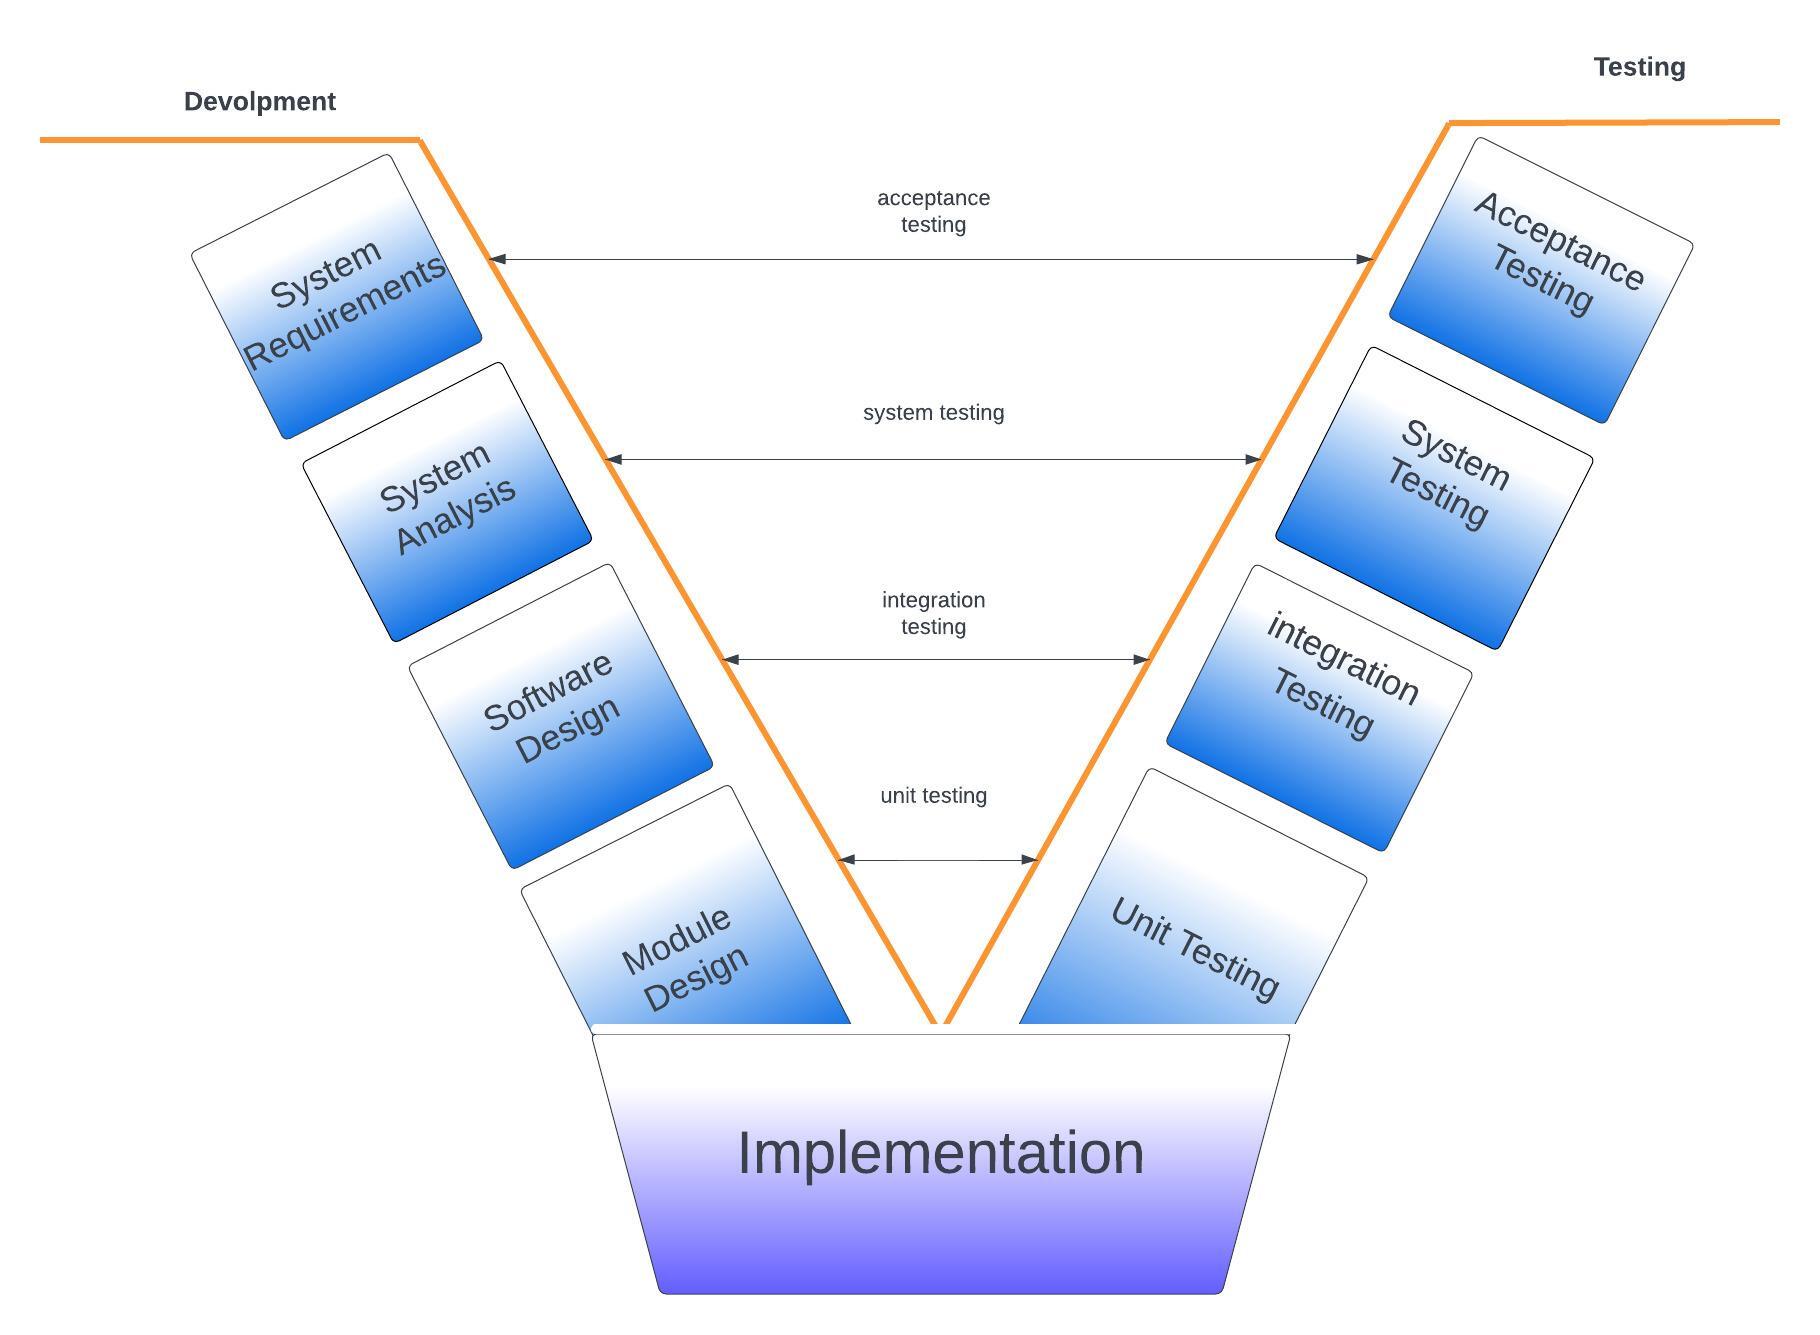 Testing
Devolpment
acceptance
testing
System
Requirements
Acceptance
Testing
system testing
System
Analysis
System
Testing
integration
testing
Software
Design
integration
Testing
unit testing
Module
Design
Unit Testing
Implementation